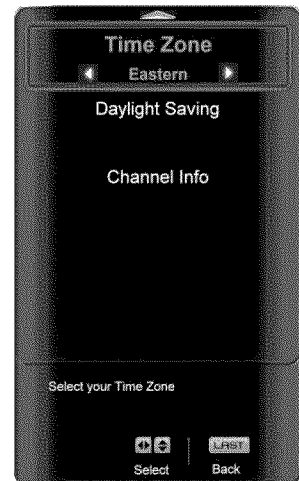 Time Zone
Eastern
Daylight Saving
Channel Info
Select your Time Zone
LAST
Select Back